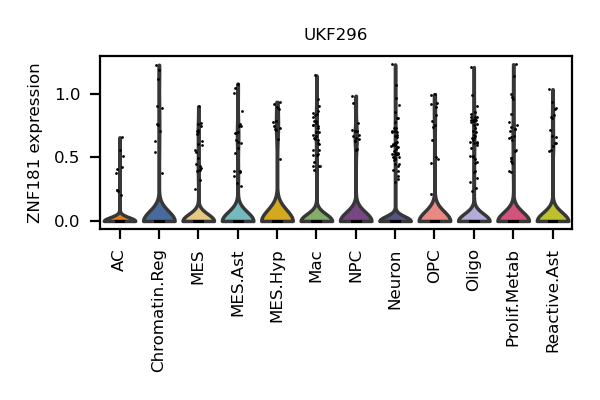 UKF296
ZNF181 expression
1.0
0.5
0.0
AC
Chromatin.Reg
MES
MES.Ast
MES.Hyp
Mac
NPC
Neuron
OPC
Oligo
Prolif.Metab
Reactive.Ast